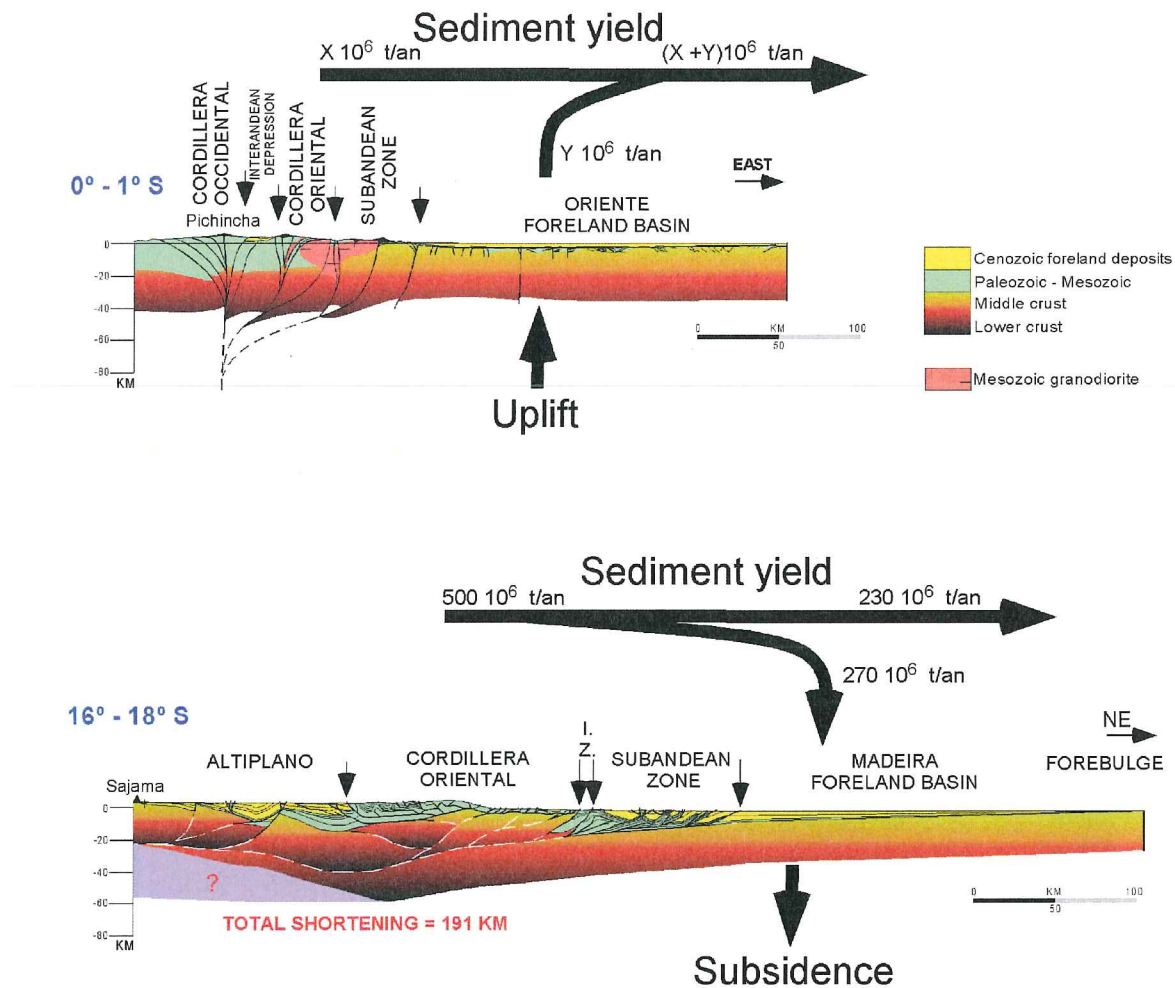 Sediment yield
X 10⁶ t/an
(X +Y)10⁶ t/an
Y 10⁶ t/an
EAST
0º - 1º S
CORDILLERA
OCCIDENTAL
INTERANDEAN
DEPRESSION
CORDILLERA
ORIENTAL
SUBANDEAN
ZONE
Pichincha
ORIENTE
FORELAND BASIN
0
-20
-40
-60
-80
KM
0 KM 100
50
Uplift
Cenozoic foreland deposits
Paleozoic - Mesozoic
Middle crust
Lower crust
Mesozoic granodiorite
Sediment yield
500 10⁶ t/an
230 10⁶ t/an
270 10⁶ t/an
16º - 18º S
NE
ALTIPLANO
CORDILLERA
ORIENTAL
I.
Z.
SUBANDEAN
ZONE
MADEIRA
FORELAND BASIN
FOREBULGE
Sajama
0
-20
-40
-60
-80
KM
?
TOTAL SHORTENING = 191 KM
0 KM 100
50
Subsidence